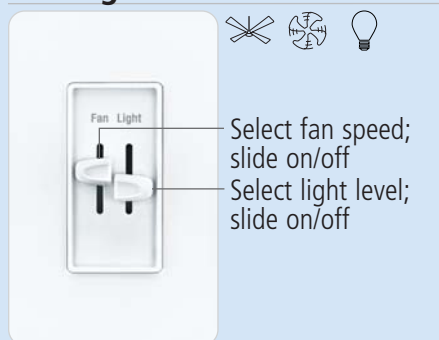 Fan Light
Select fan speed;
slide on/off
Select light level;
slide on/off